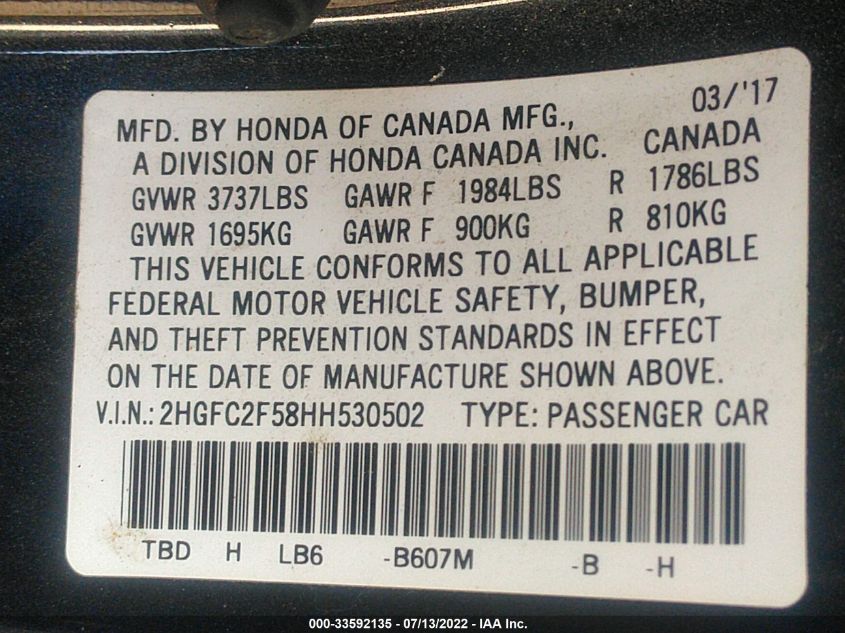 03/'17
MFD. BY HONDA OF CANADA MFG.,
A DIVISION OF HONDA CANADA INC. CANADA
GVWR 3737LBS GAWR F 1984LBS R 1786LBS
GVWR 1695KG GAWR F 900KG R 810KG
THIS VEHICLE CONFORMS TO ALL APPLICABLE
FEDERAL MOTOR VEHICLE SAFETY, BUMPER,
AND THEFT PREVENTION STANDARDS IN EFFECT
ON THE DATE OF MANUFACTURE SHOWN ABOVE.
V.I.N.: 2HGFC2F58HH530502 TYPE: PASSENGER CAR
TBD H LB6 -B607M -B -H
000-33592135 - 07/13/2022 - IAA Inc.